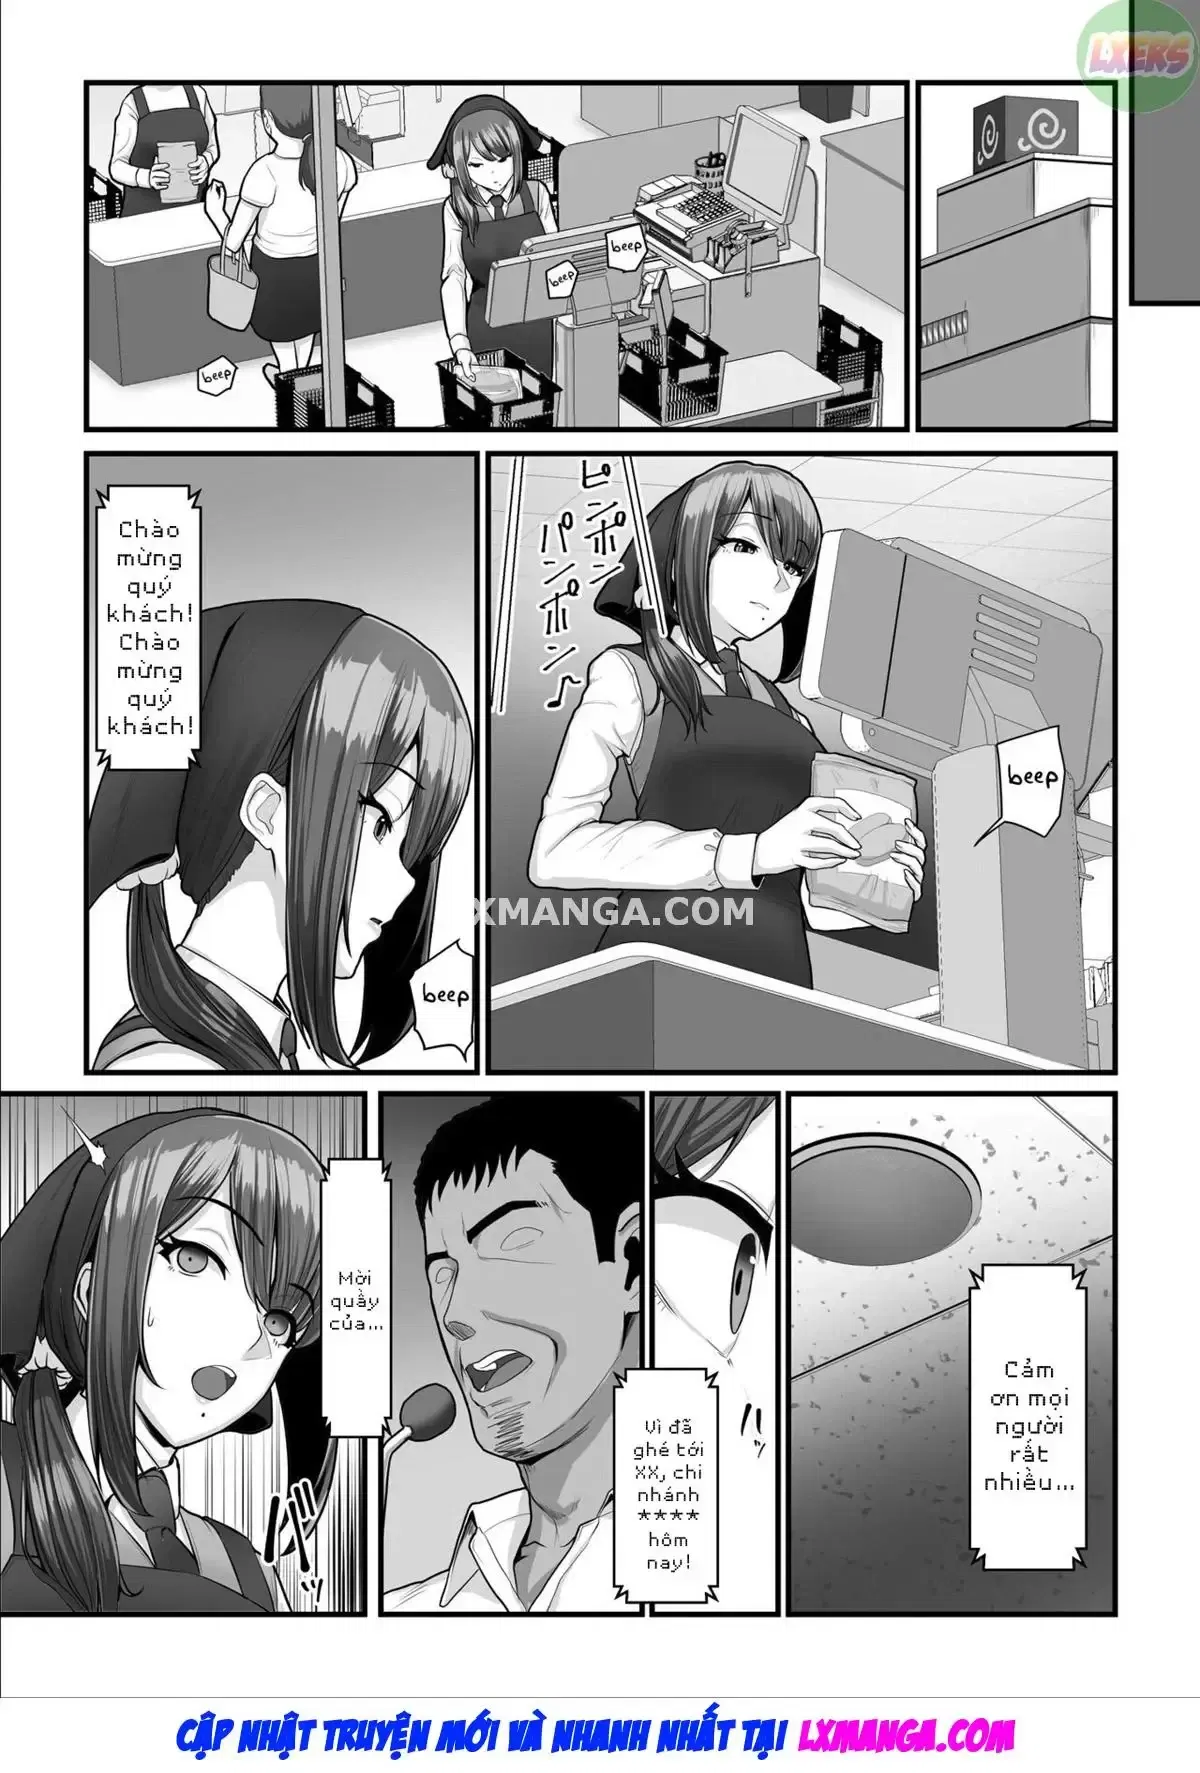 LXERS
beep
beep
beep
ピンポン
パンポン♪
beep
Chào
mừng
quý
khách!
Chào
mừng
quý
khách!
beep
XMANGA.COM
Cảm
ơn mọi
người
rất
nhiều...
Vì đã
ghé tới
XX, chi
nhánh
****
hôm
nay!
Mời
quầy
của...
CẬP NHẬT TRUYỆN MỚI VÀ NHANH NHẤT TẠI LXMANGA.COM